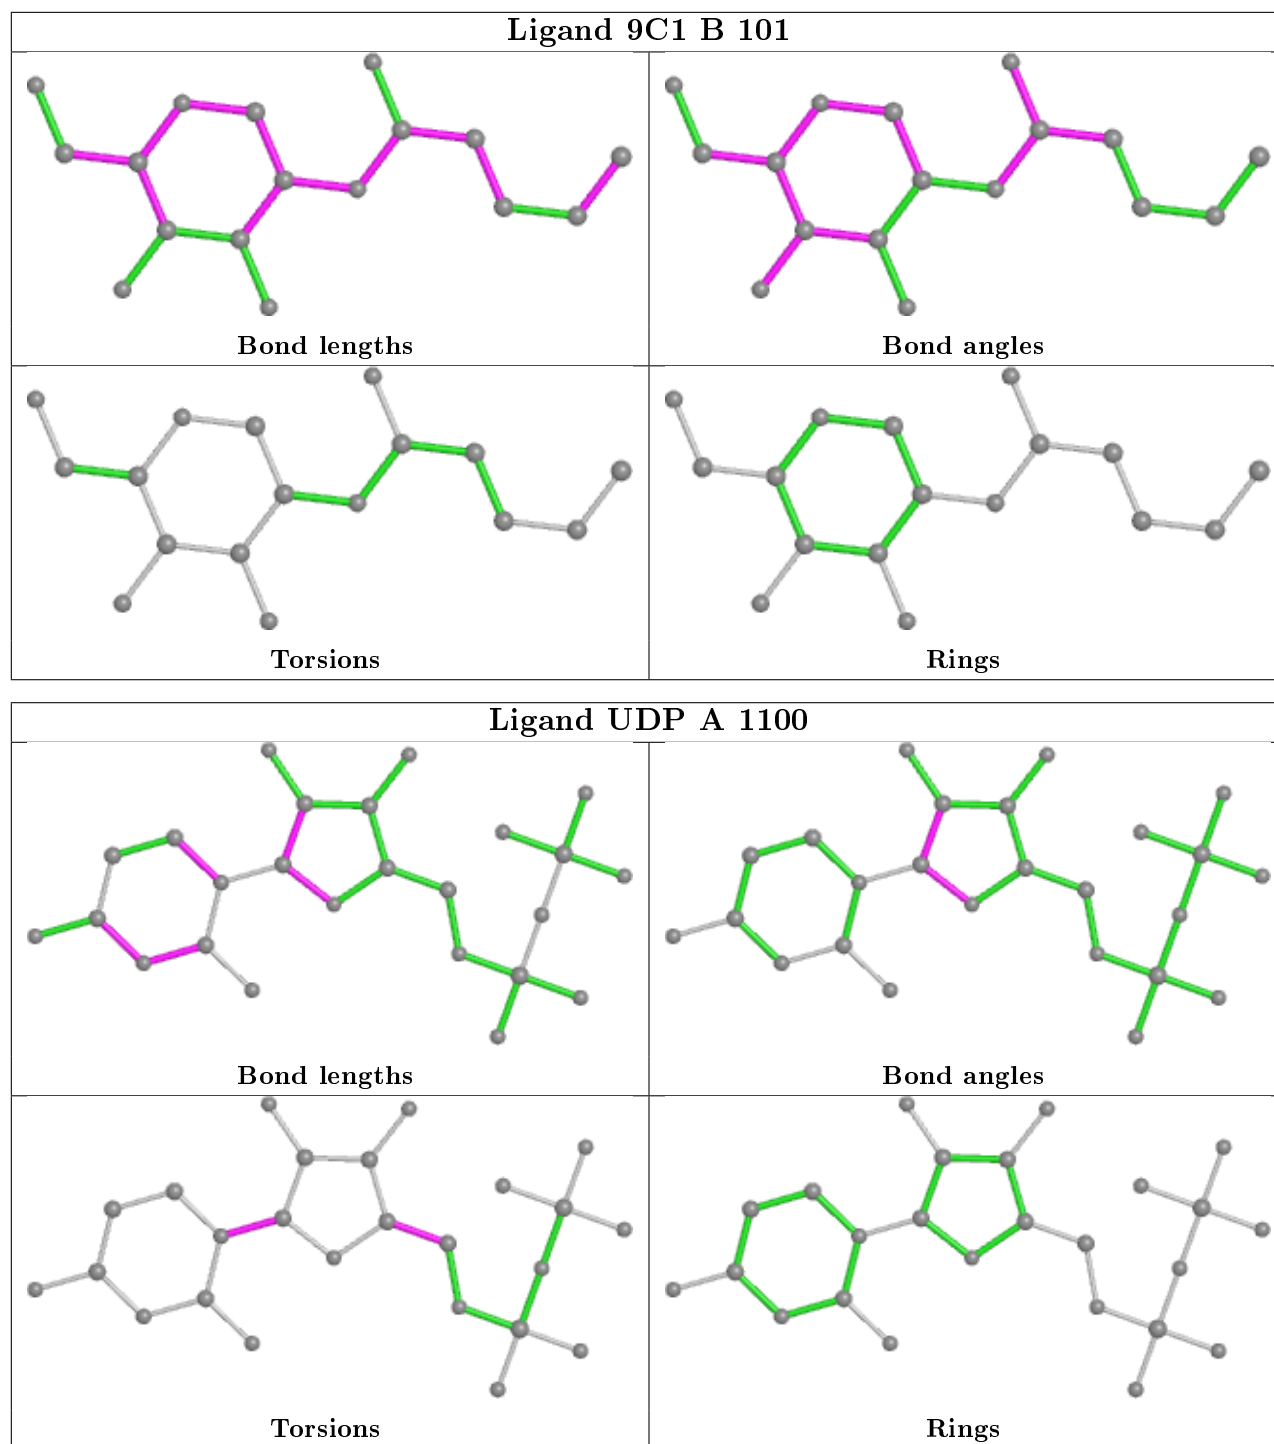 Ligand 9C1 B 101
Bond lengths
Bond angles
Torsions
Rings
Ligand UDP A 1100
Bond lengths
Bond angles
Torsions
Rings